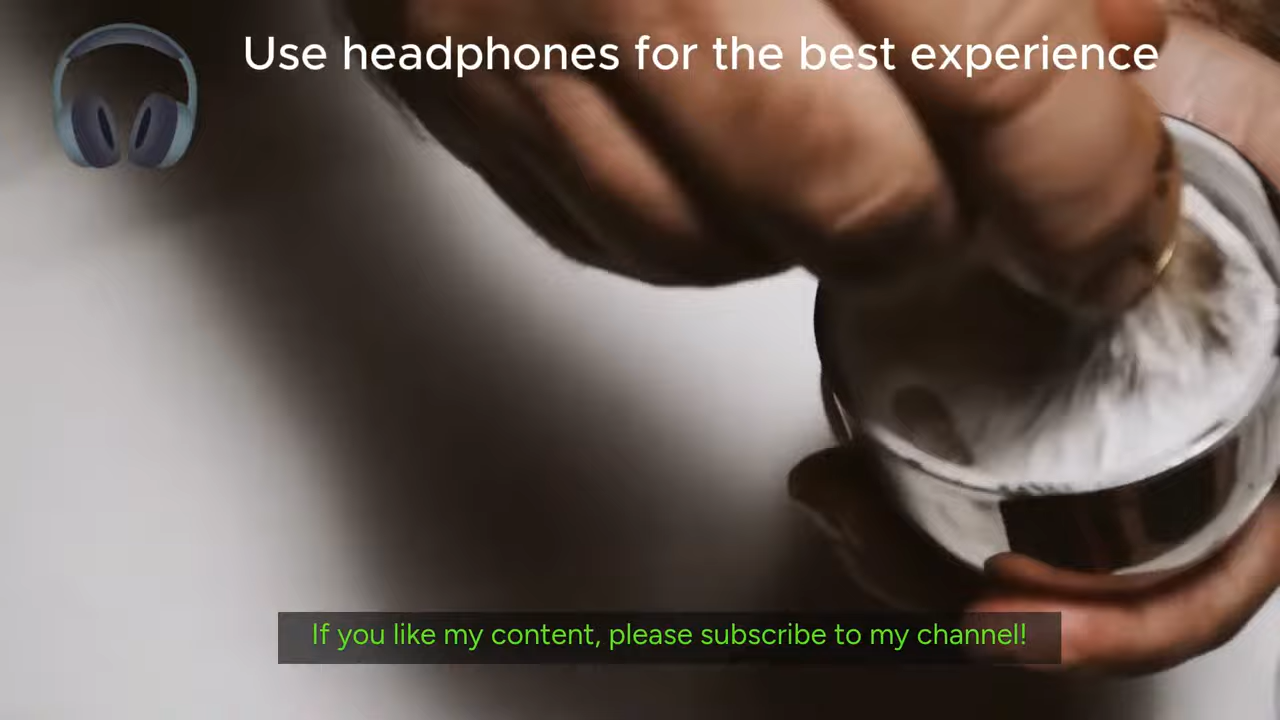 Use headphones for the best experience
If you like my content, please subscribe to my channel!